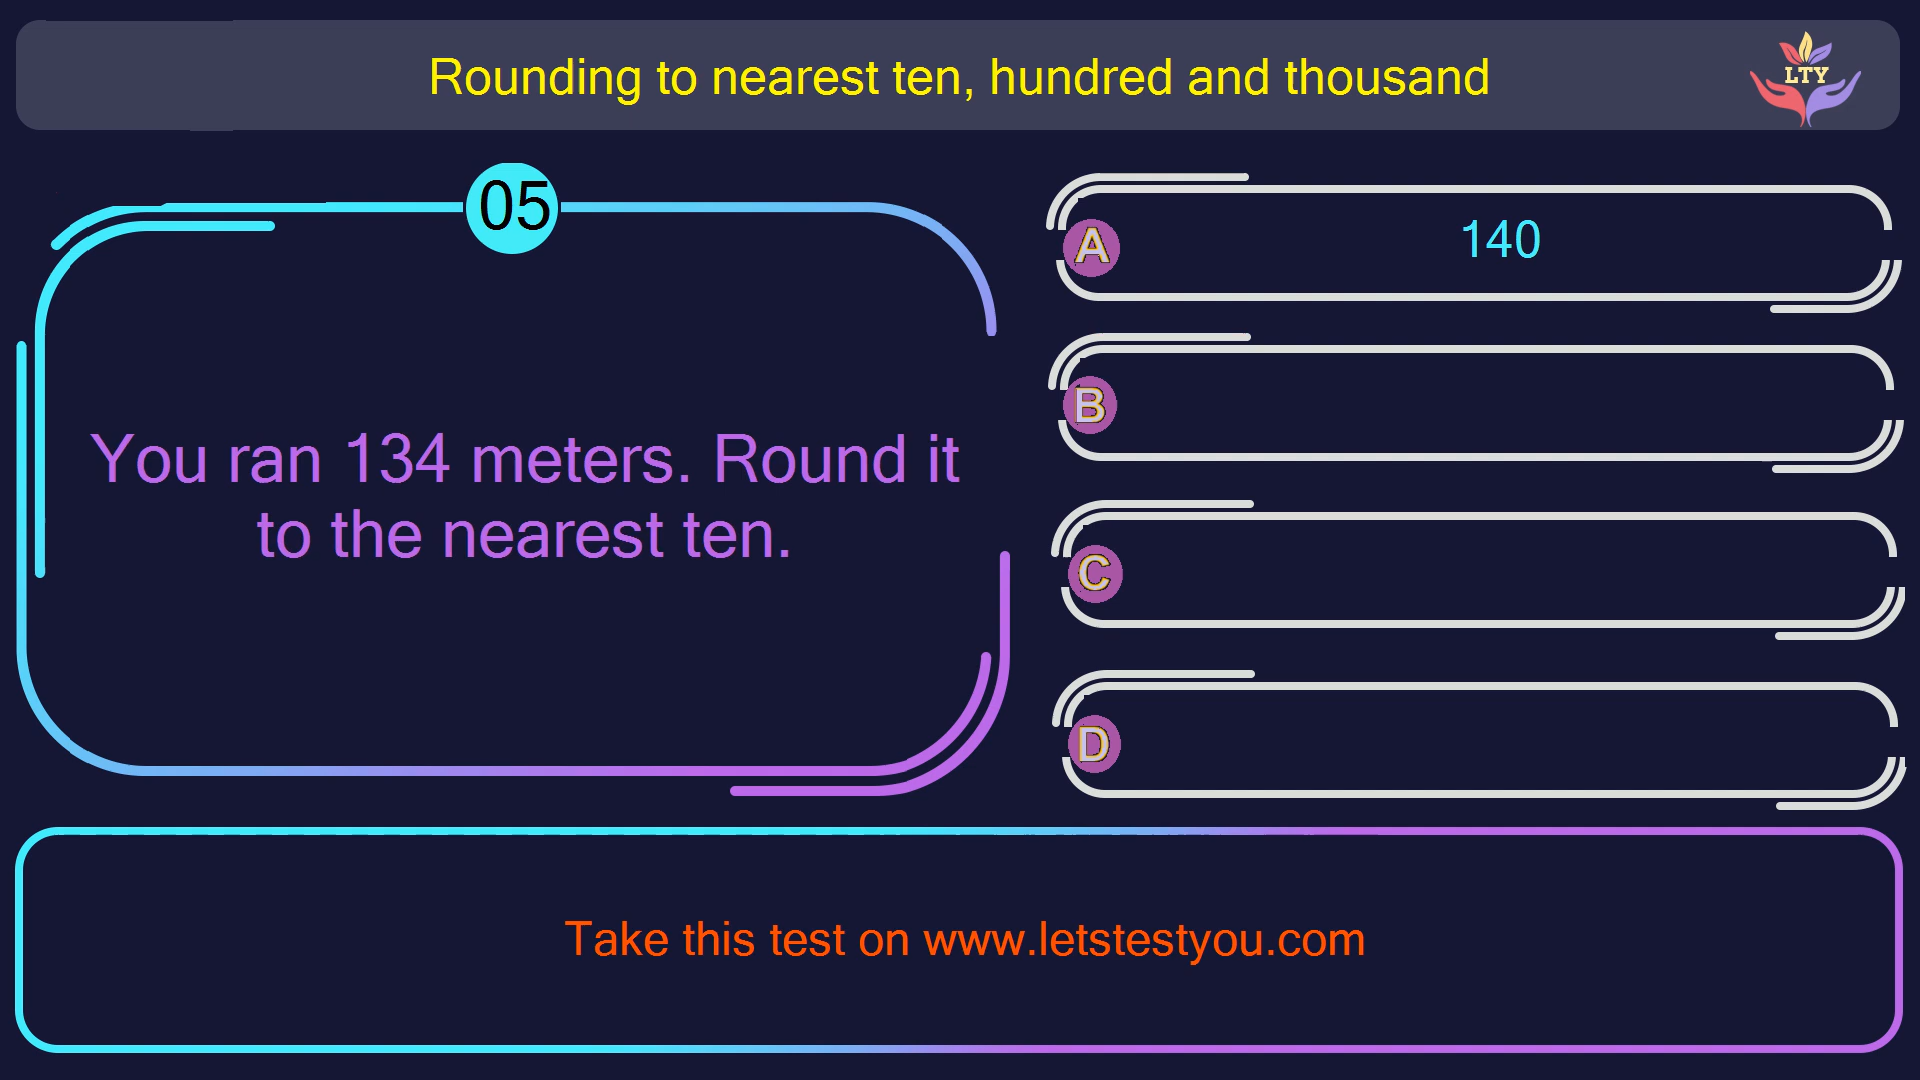 Rounding to nearest ten, hundred and thousand
LTY
05
You ran 134 meters. Round it
to the nearest ten.
A
140
B
C
D
Take this test on www.letstestyou.com